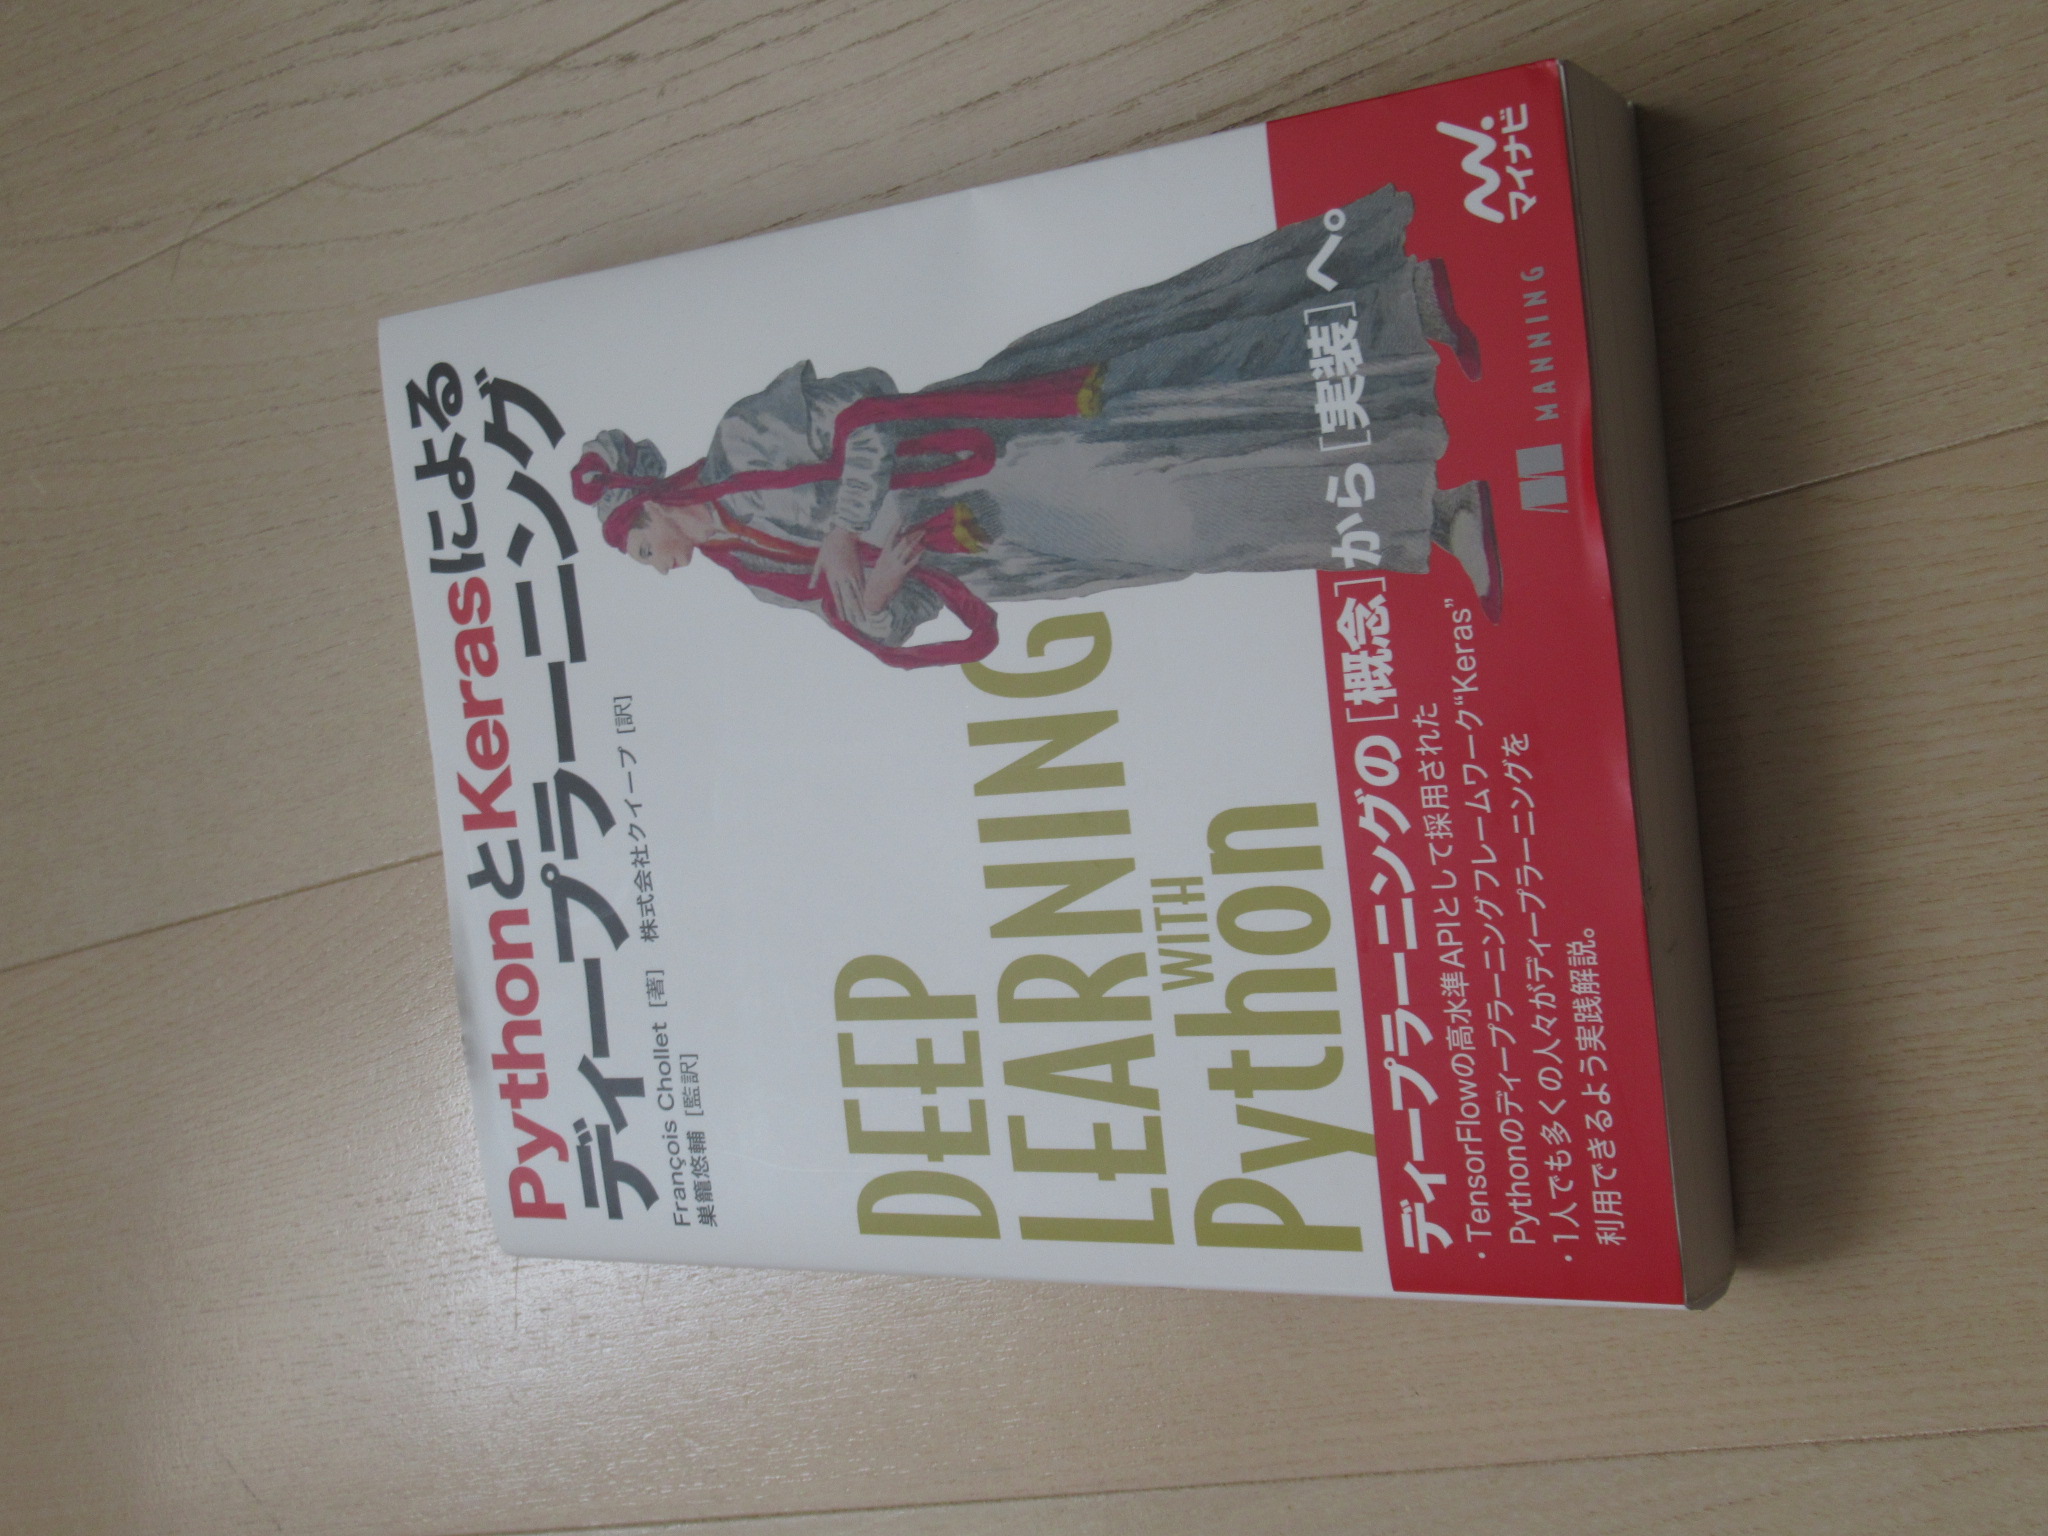 PythonとKerasによる
ディープラーニング
François Chollet [著]　株式会社クイープ [訳]
巣籠悠輔 [監訳]
DEEP
LEARNING
WITH
Python
ディープラーニングの[概念]から[実装]へ。
・TensorFlowの高水準APIとして採用された
PythonのディープラーニングフレームワーK“Keras”
・1人でも多くの人々がディープラーニングを
利用できるよう実践解説。
MANNING
マイナビ